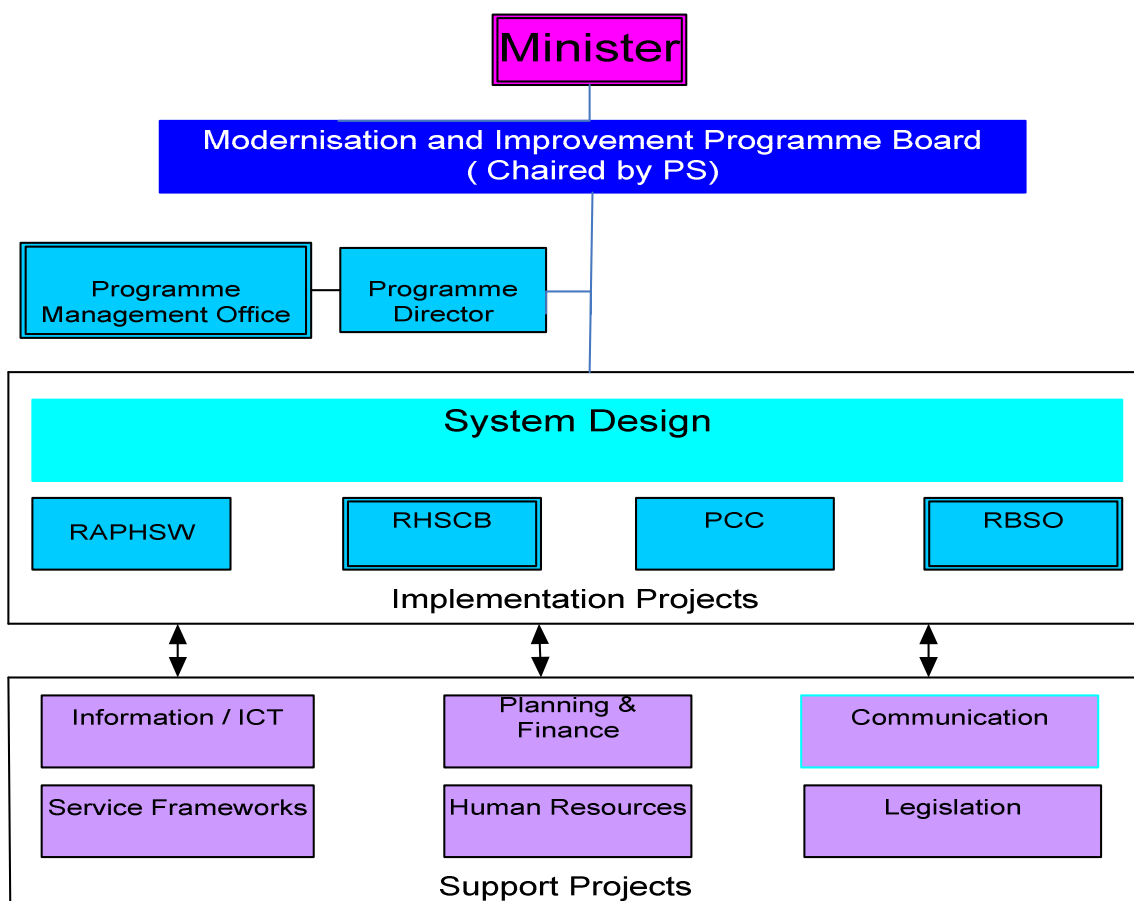 Minister
Modernisation and Improvement Programme Board
( Chaired by PS)
Programme
Management Office
Programme
Director
System Design
RAPHSW
RHSCB
PCC
RBSO
Implementation Projects
Information / ICT
Planning &
Finance
Communication
Service Frameworks
Human Resources
Legislation
Support Projects